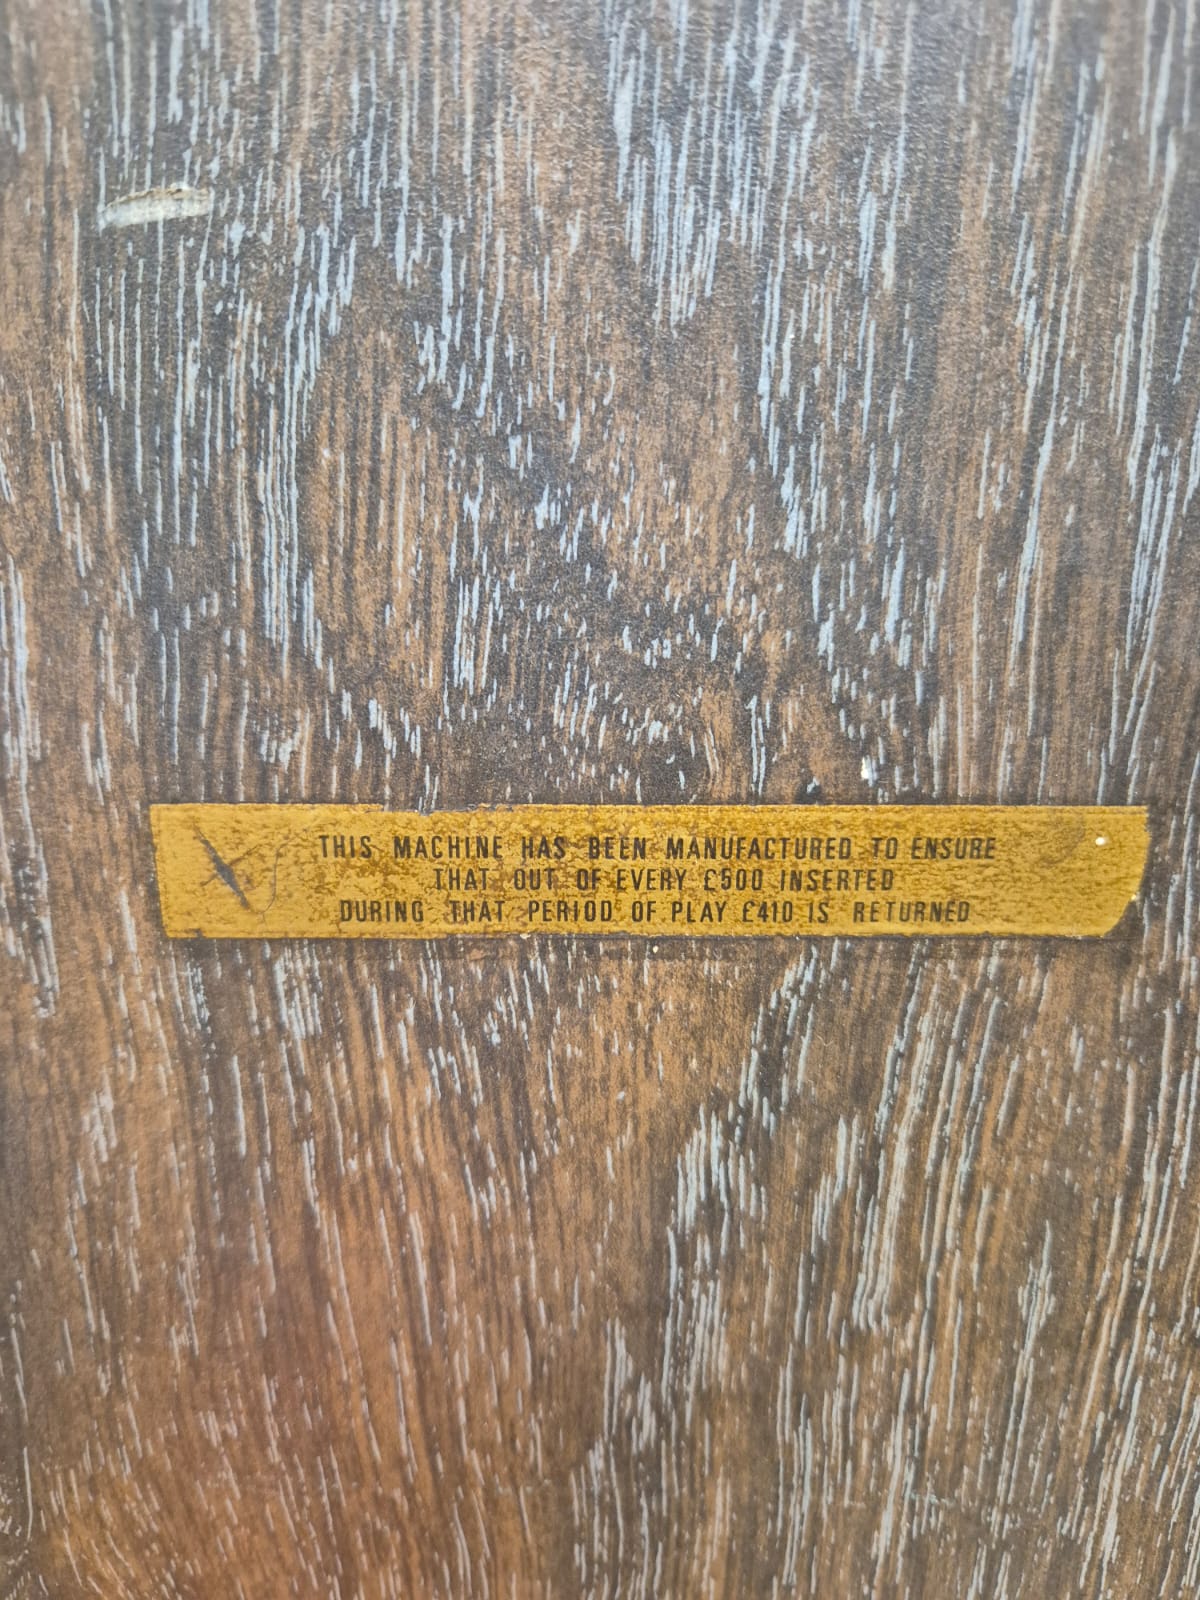 THIS MACHINE HAS BEEN MANUFACTURED TO ENSURE
THAT OUT OF EVERY £500 INSERTED
DURING THAT PERIOD OF PLAY £410 IS RETURNED